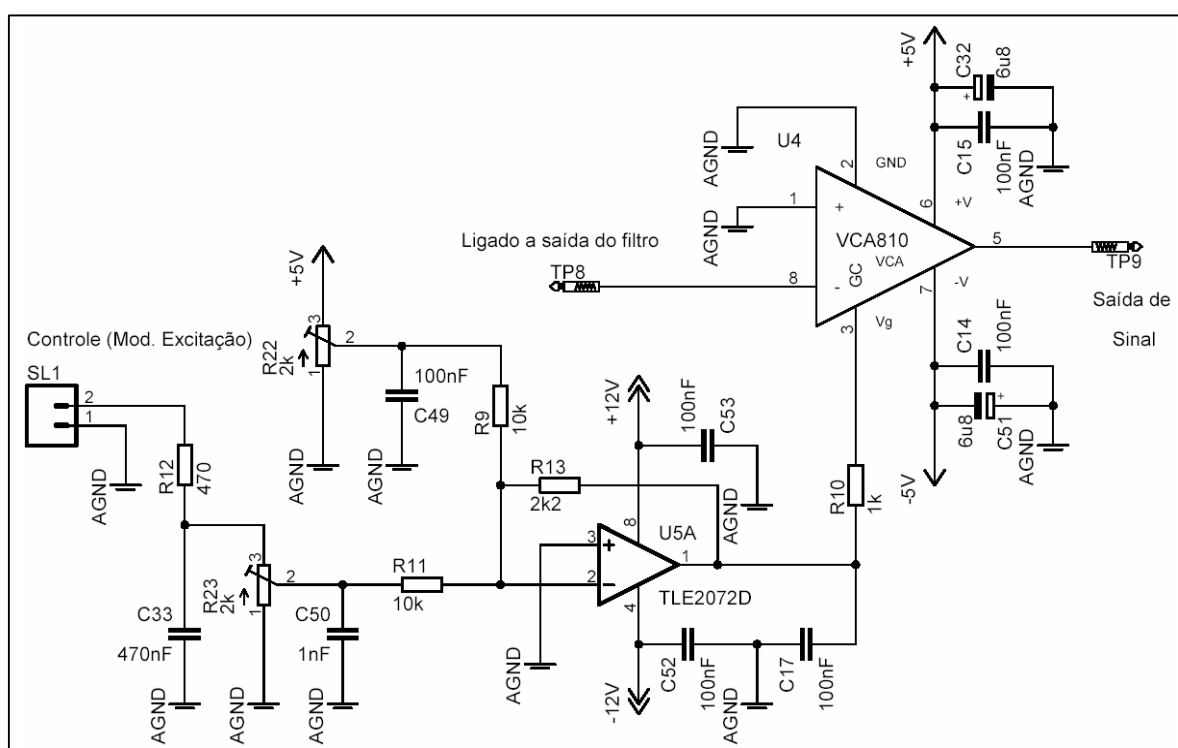 +5V
C32
6u8
+
AGND
U4
2
GND
C15
100nF
AGND
AGND
1
+
6
+V
VCA810
VCA
5
TP9
Ligado a saída do filtro
TP8
8
-
GC
7
-V
3
Vg
Saída de
Sinal
+5V
C14
100nF
Controle (Mod. Excitação)
R22
2k
3
2
1
100nF
C49
R9
10k
+12V
100nF
C53
6u8
C51
+
AGND
-5V
SL1
2
1
AGND
R12
470
AGND
AGND
R13
2k2
R10
1k
AGND
8
U5A
3
+
1
2
-
4
TLE2072D
R23
2k
3
2
1
R11
10k
C33
470nF
C50
1nF
AGND
C52
100nF
C17
100nF
-12V
AGND
AGND
AGND
AGND